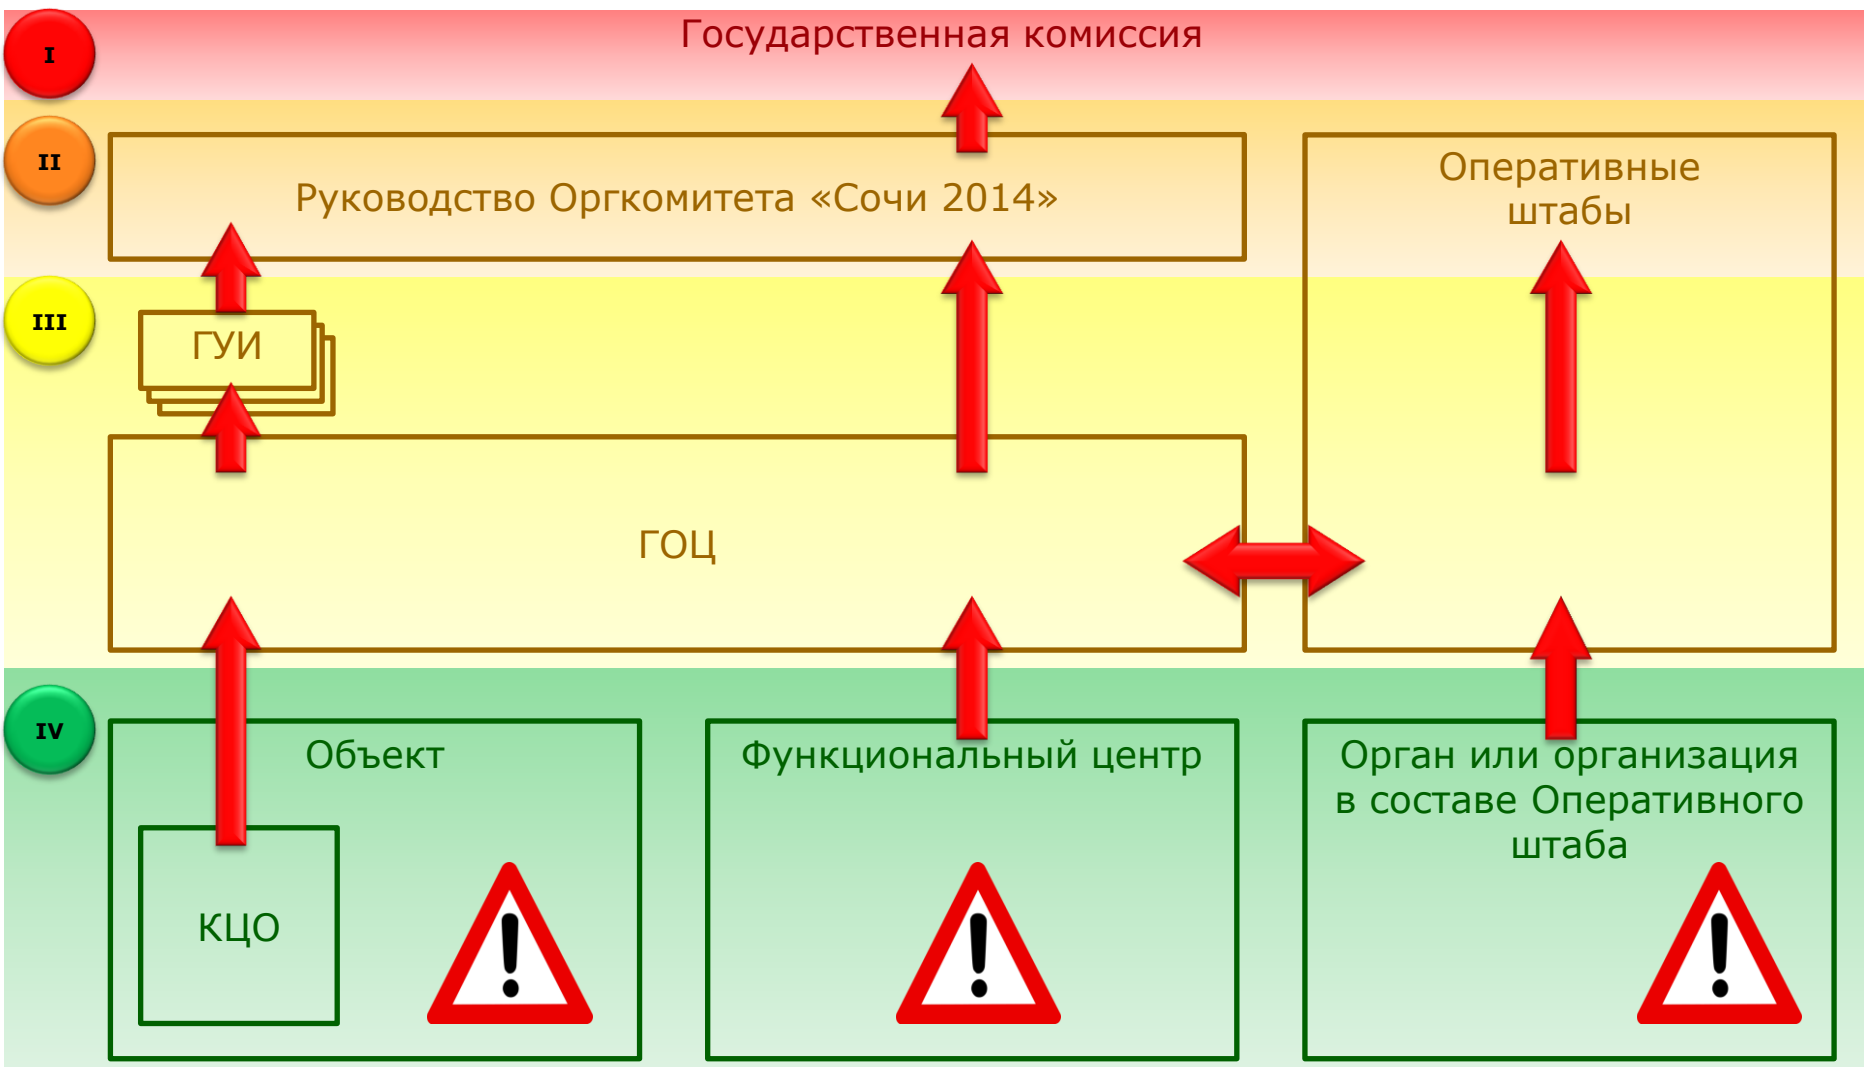 I
Государственная комиссия
II
Руководство Оргкомитета «Сочи 2014»
Оперативные
штабы
III
ГУИ
ГОЦ
IV
Объект
КЦО
Функциональный центр
Орган или организация
в составе Оперативного
штаба